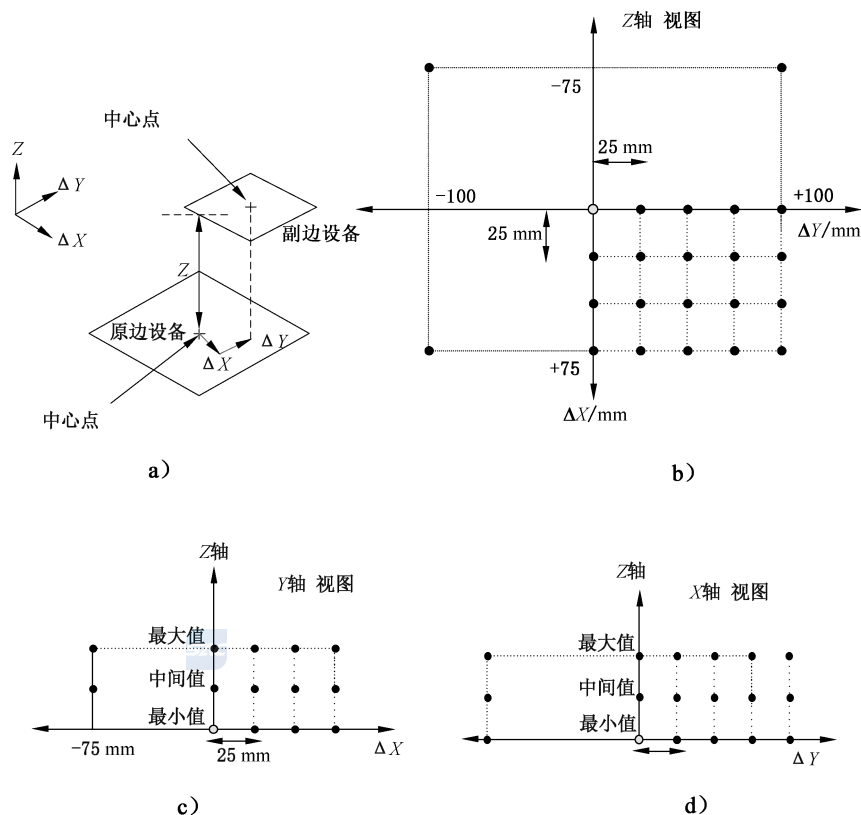 中心点
Z
ΔY
ΔX
副边设备
Z
原边设备
ΔX
ΔY
中心点
a）
Z轴 视图
-75
25 mm
-100
+100
ΔY/mm
25 mm
+75
ΔX/mm
b）
Z轴
Y轴 视图
最大值
中间值
最小值
-75 mm
25 mm
ΔX
c）
Z轴
X轴 视图
最大值
中间值
最小值
ΔY
d）